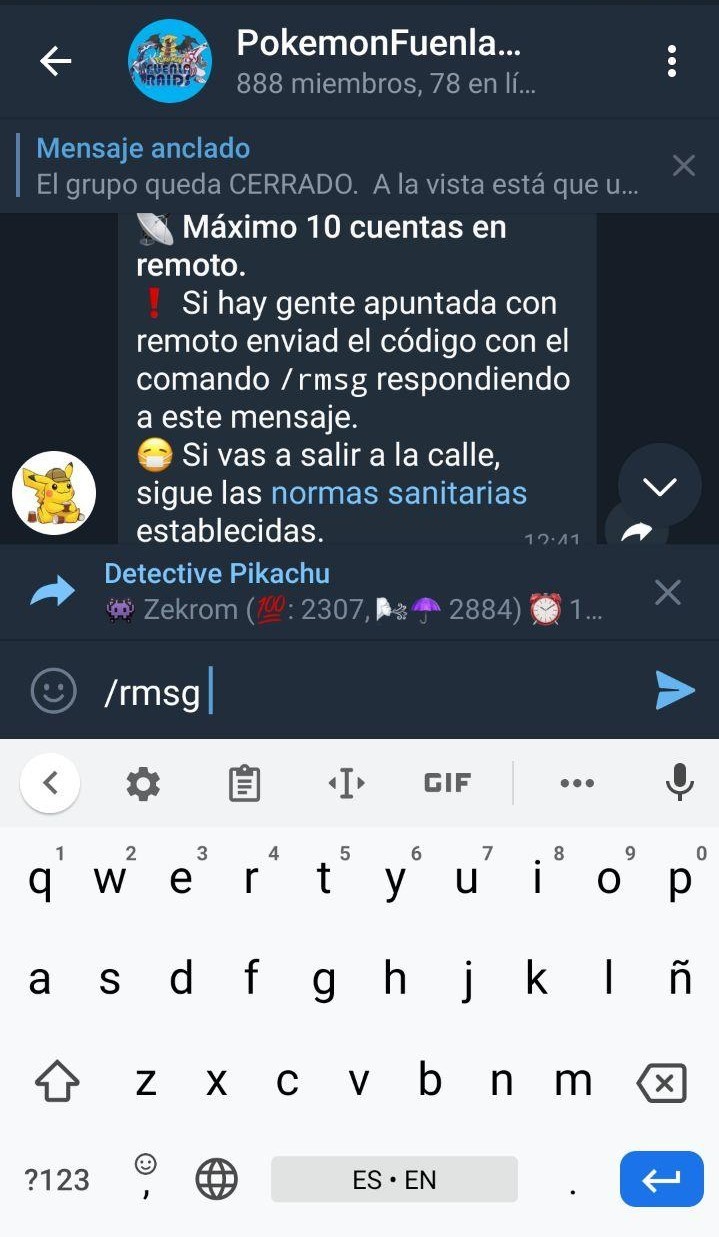 PokemonFuenla...
FUENLA
RAIDS
888 miembros, 78 en lí...
Mensaje anclado
El grupo queda CERRADO. A la vista está que u...
Máximo 10 cuentas en
remoto.
❗ Si hay gente apuntada con
remoto enviad el código con el
comando /rmsg respondiendo
a este mensaje.
😷 Si vas a salir a la calle,
sigue las normas sanitarias
establecidas.
12:41
Detective Pikachu
👾 Zekrom (💯: 2307, 🌬☂ 2884) ⏰ 1...
/rmsg
GIF
1 2 3 4 5 6 7 8 9 0
q w e r t y u i o p
a s d f g h j k l ñ
z x c v b n m
?123 , ES • EN .